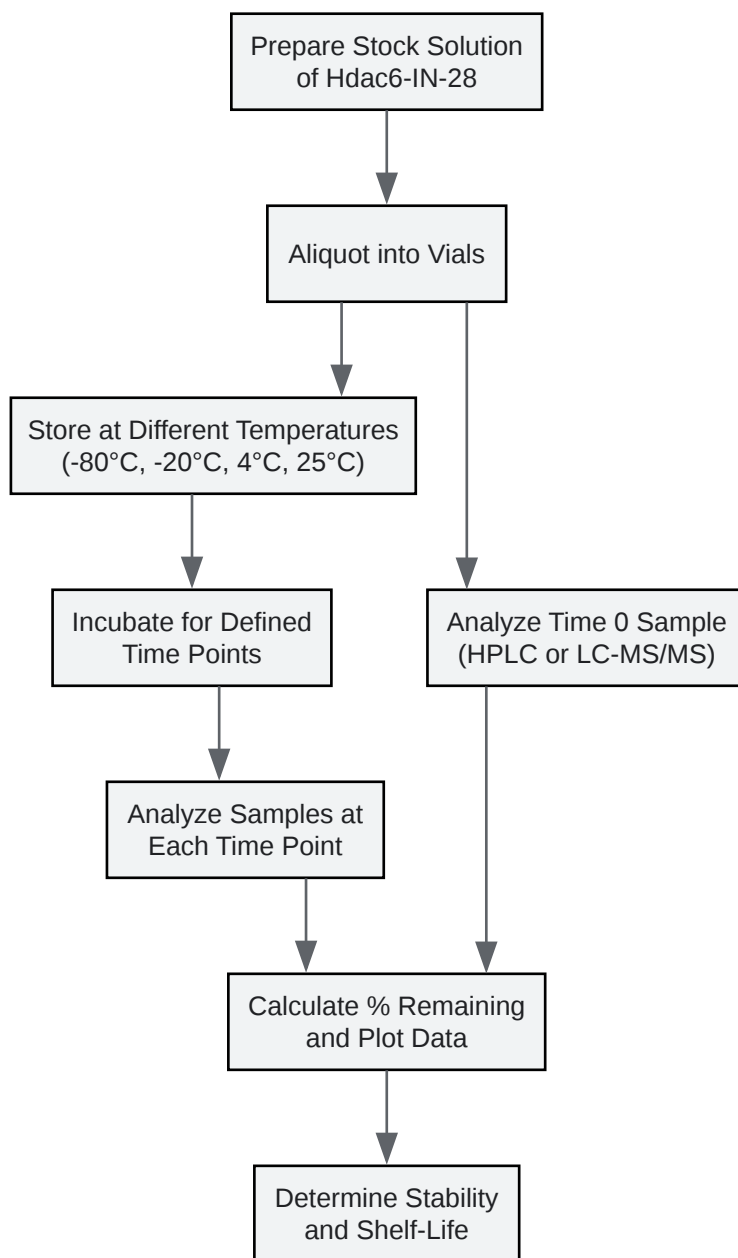 Prepare Stock Solution
of Hdac6-IN-28
Aliquot into Vials
Store at Different Temperatures
(-80°C, -20°C, 4°C, 25°C)
Incubate for Defined
Time Points
Analyze Time 0 Sample
(HPLC or LC-MS/MS)
Analyze Samples at
Each Time Point
Calculate % Remaining
and Plot Data
Determine Stability
and Shelf-Life